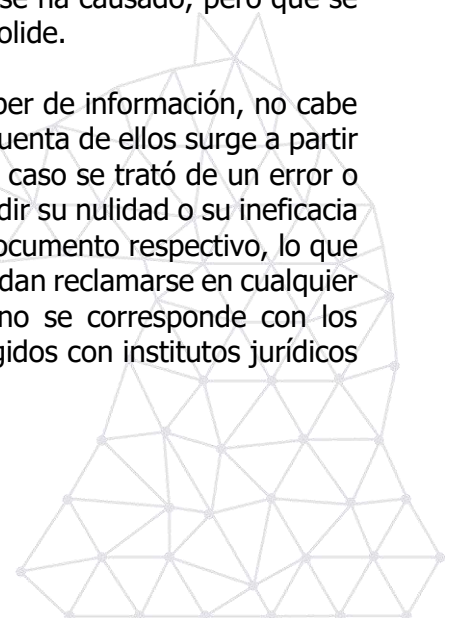 se ha causado, pero que se
olide.
ber de información, no cabe
uenta de ellos surge a partir
caso se trató de un error o
dir su nulidad o su ineficacia
ocumento respectivo, lo que
dan reclamarse en cualquier
no se corresponde con los
gidos con institutos jurídicos